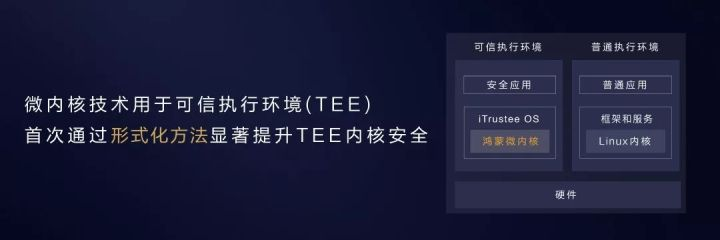 微内核技术用于可信执行环境(TEE)
首次通过形式化方法显著提升TEE内核安全
可信执行环境
普通执行环境
安全应用
普通应用
iTrustee OS
框架和服务
鸿蒙微内核
Linux内核
硬件